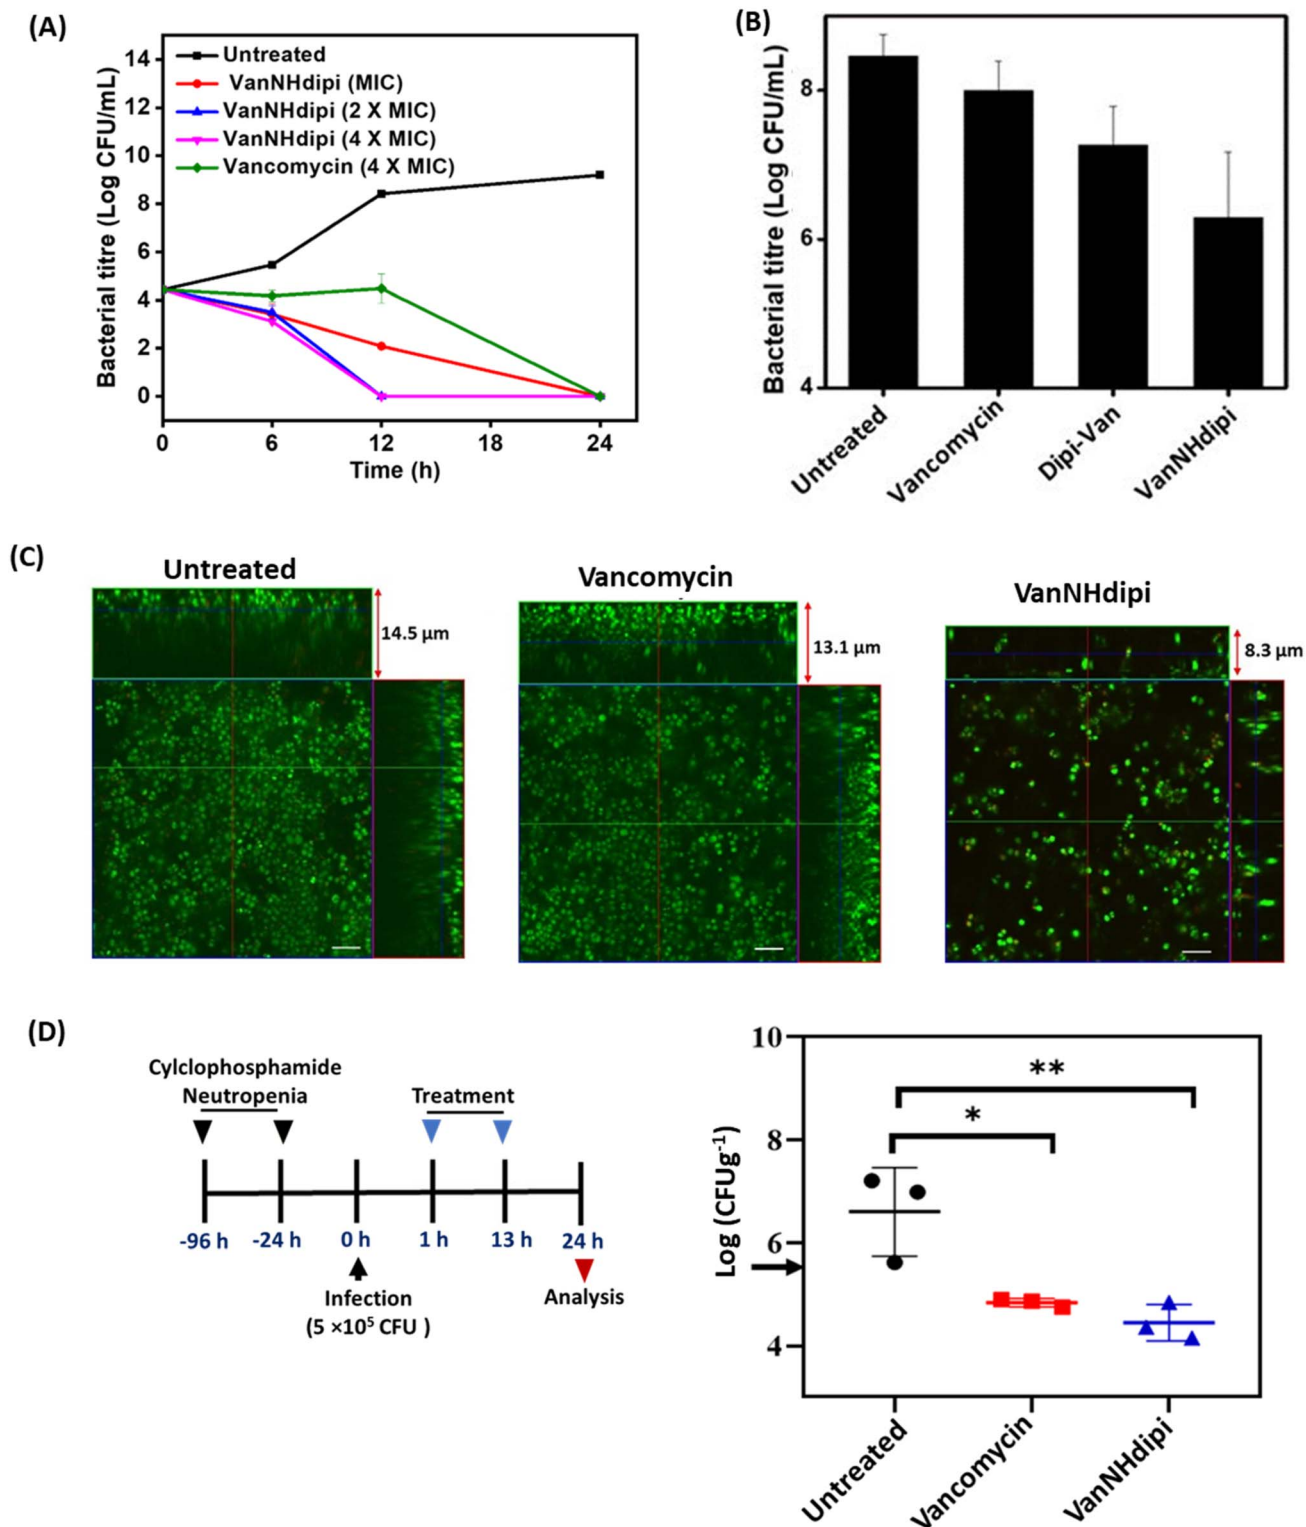 (A)
Bacterial titre (Log CFU/mL)
14
12
10
8
6
4
2
0
Untreated
VanNHdipi (MIC)
VanNHdipi (2 X MIC)
VanNHdipi (4 X MIC)
Vancomycin (4 X MIC)
0 6 12 18 24
Time (h)
(B)
Bacterial titre (Log CFU/mL)
8
6
4
Untreated
Vancomycin
Dipi-Van
VanNHdipi
(C)
Untreated
14.5 µm
Vancomycin
13.1 µm
VanNHdipi
8.3 µm
(D)
Cylclophosphamide
Neutropenia
Treatment
-96 h -24 h 0 h 1 h 13 h 24 h
Infection
(5 ×10⁵ CFU )
Analysis
Log (CFUg⁻¹)
10
8
6
4
*
**
Untreated
Vancomycin
VanNHdipi